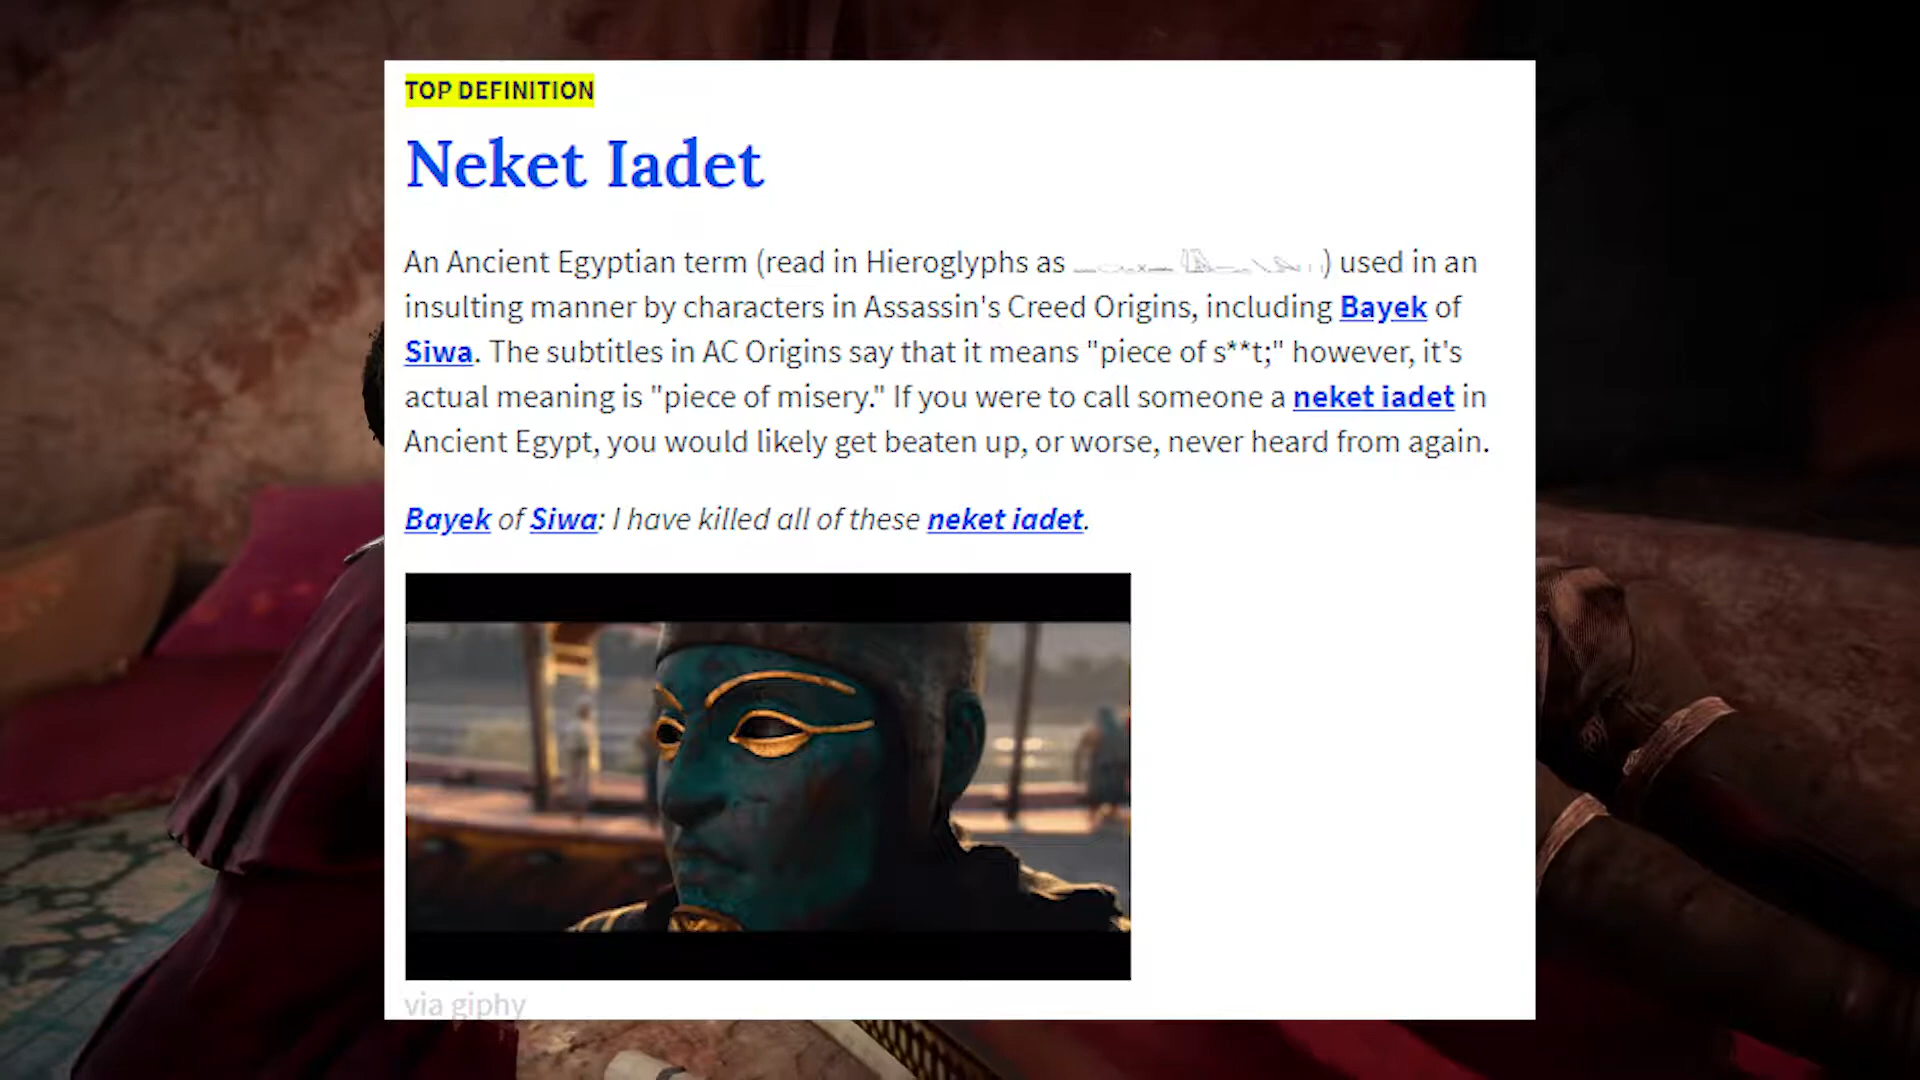 TOP DEFINITION
Neket Iadet
An Ancient Egyptian term (read in Hieroglyphs as ) used in an
insulting manner by characters in Assassin's Creed Origins, including Bayek of
Siwa. The subtitles in AC Origins say that it means "piece of s**t;" however, it's
actual meaning is "piece of misery." If you were to call someone a neket iadet in
Ancient Egypt, you would likely get beaten up, or worse, never heard from again.
Bayek of Siwa: I have killed all of these neket iadet.
via giphy